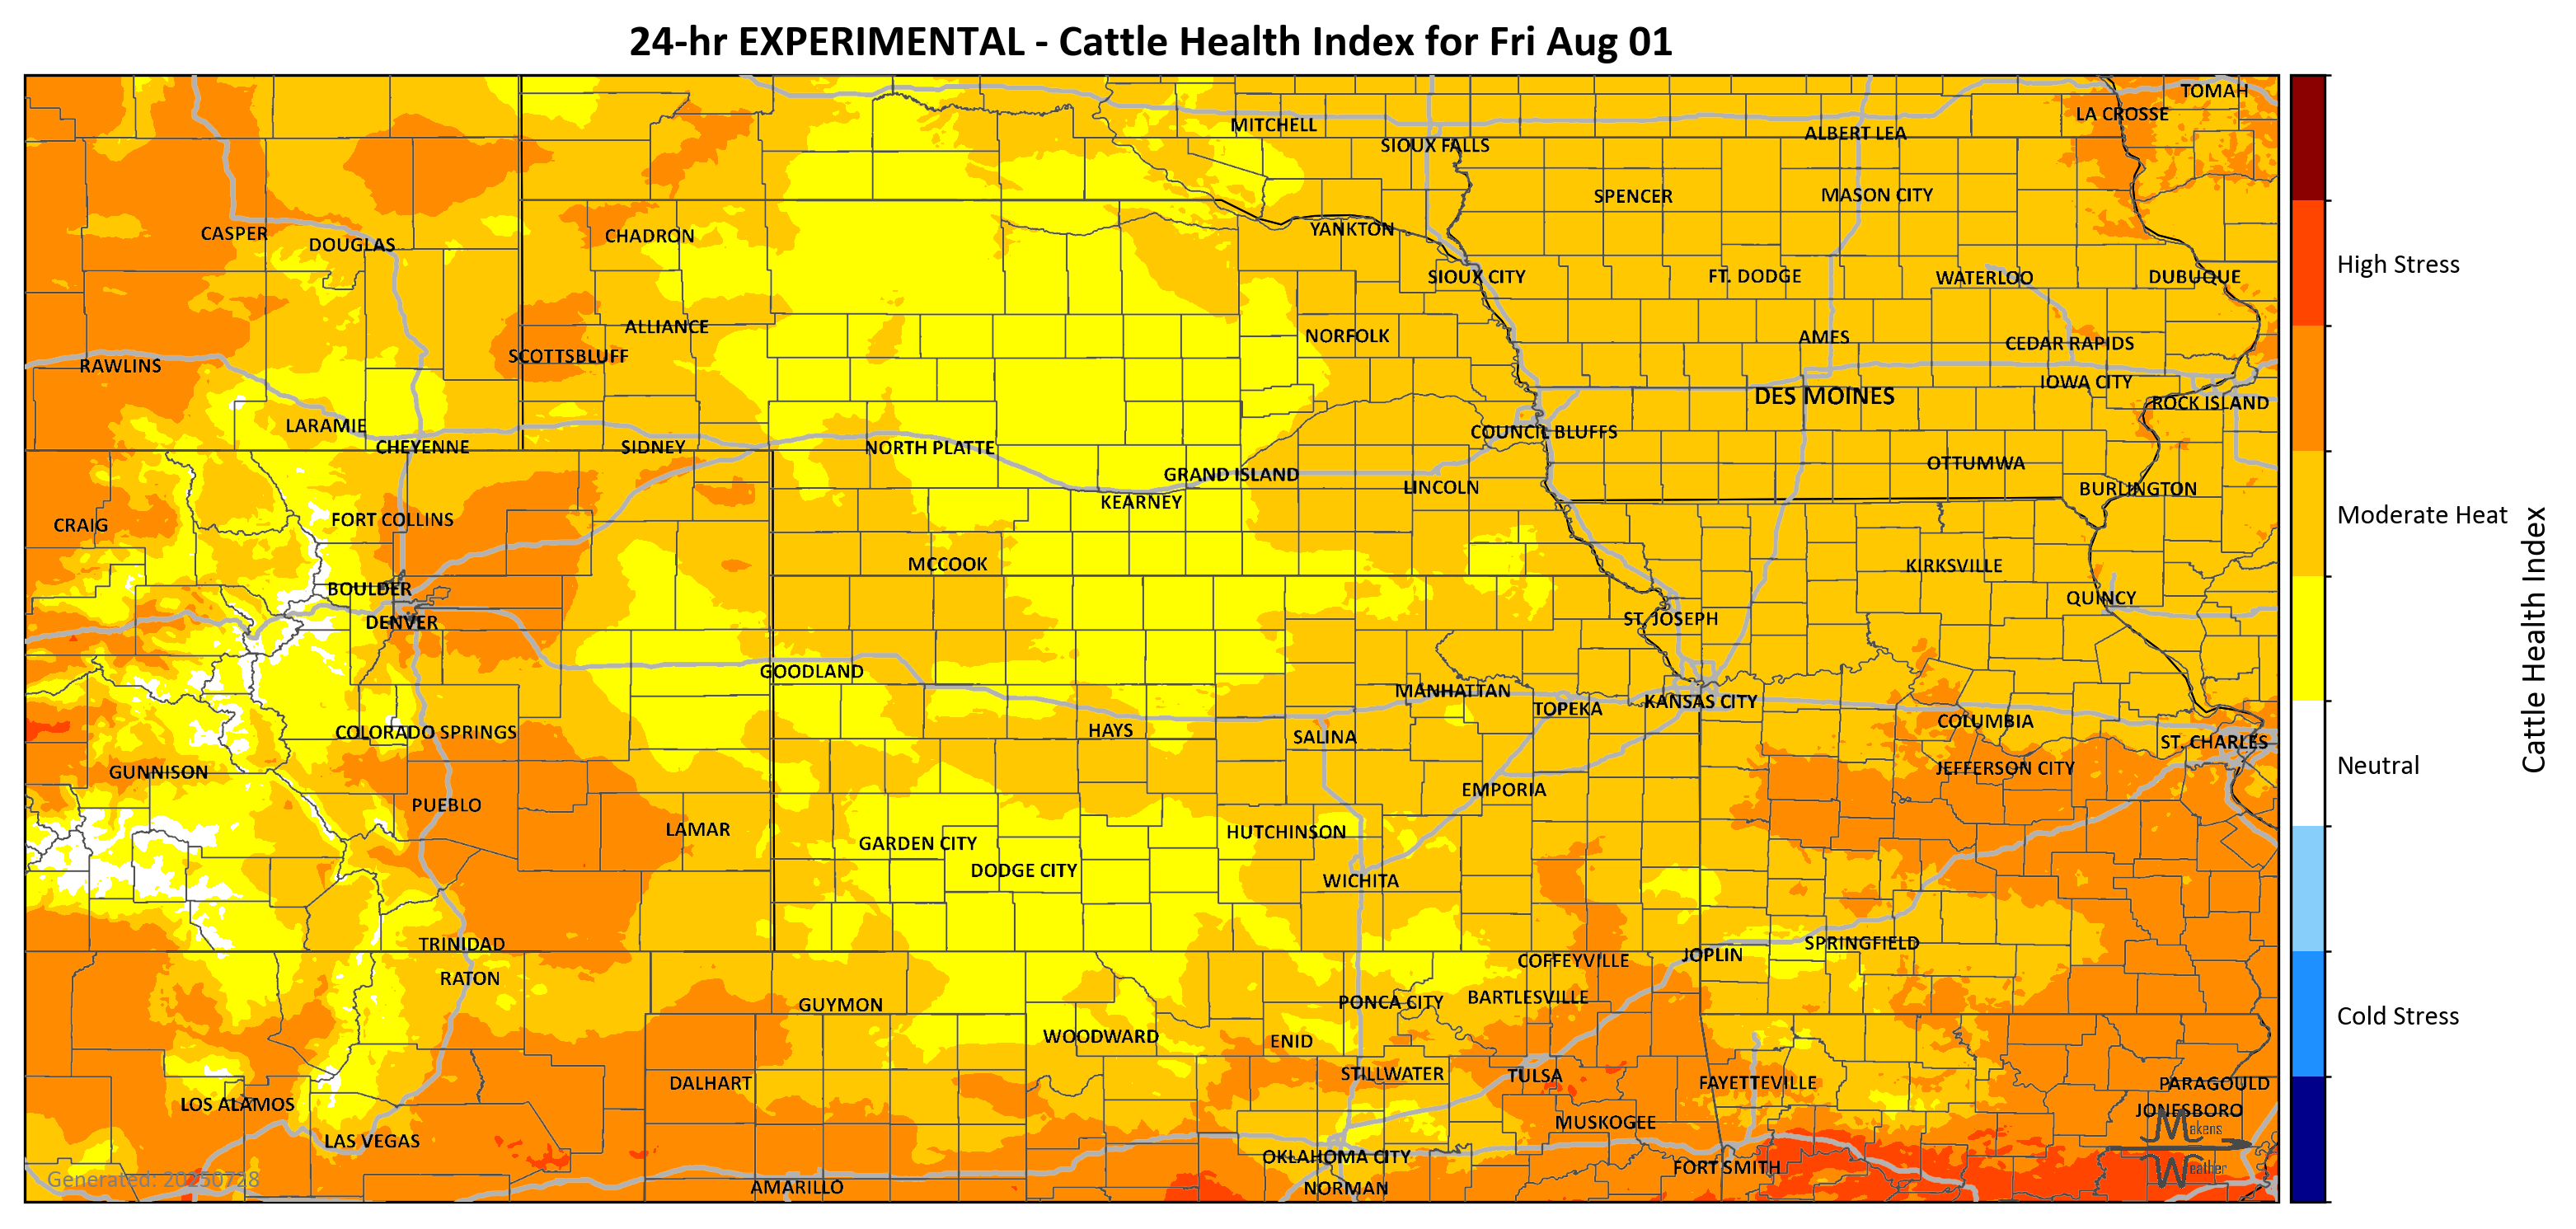 24-hr EXPERIMENTAL - Cattle Health Index for Fri Aug 01
TOMAH
LA CROSSE
MITCHELL
ALBERT LEA
SIOUX FALLS
SPENCER
MASON CITY
CASPER
DOUGLAS
CHADRON
YANKTON
SIOUX CITY
FT. DODGE
WATERLOO
DUBUQUE
High Stress
ALLIANCE
NORFOLK
AMES
CEDAR RAPIDS
SCOTTSBLUFF
RAWLINS
IOWA CITY
DES MOINES
ROCK ISLAND
LARAMIE
CHEYENNE
SIDNEY
NORTH PLATTE
COUNCIL BLUFFS
GRAND ISLAND
OTTUMWA
LINCOLN
BURLINGTON
KEARNEY
CRAIG
FORT COLLINS
Moderate Heat
MCCOOK
KIRKSVILLE
BOULDER
QUINCY
DENVER
ST. JOSEPH
Cattle Health Index
GOODLAND
MANHATTAN
TOPEKA
KANSAS CITY
COLORADO SPRINGS
HAYS
SALINA
COLUMBIA
ST. CHARLES
GUNNISON
JEFFERSON CITY
Neutral
PUEBLO
EMPORIA
LAMAR
HUTCHINSON
GARDEN CITY
DODGE CITY
WICHITA
TRINIDAD
SPRINGFIELD
COFFEYVILLE
JOPLIN
RATON
GUYMON
PONCA CITY
BARTLESVILLE
Cold Stress
WOODWARD
ENID
DALHART
STILLWATER
TULSA
FAYETTEVILLE
PARAGOULD
LOS ALAMOS
JONESBORO
MUSKOGEE
Makens
LAS VEGAS
OKLAHOMA CITY
FORT SMITH
Weather
Generated: 20250728
AMARILLO
NORMAN